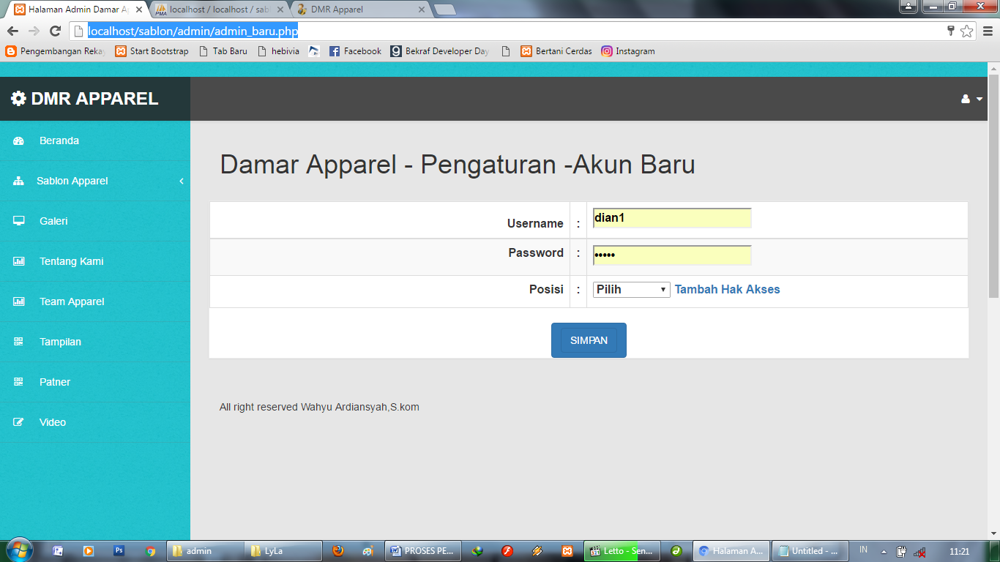 Halaman Admin Damar Ap
localhost / localhost / sabl
DMR Apparel
localhost/sablon/admin/admin_baru.php
Pengembangan Reka
Start Bootstrap
Tab Baru
hebivia
Facebook
Bekraf Developer Day
Bertani Cerdas
Instagram
DMR APPAREL
Beranda
Sablon Apparel
Galeri
Tentang Kami
Team Apparel
Tampilan
Patner
Video
Damar Apparel - Pengaturan -Akun Baru
Username : dian1
Password : •••••
Posisi : Pilih Tambah Hak Akses
SIMPAN
All right reserved Wahyu Ardiansyah,S.kom
admin
LyLa
PROSES PE...
Letto - Sen...
Halaman A...
Untitled - ...
IN
11:21